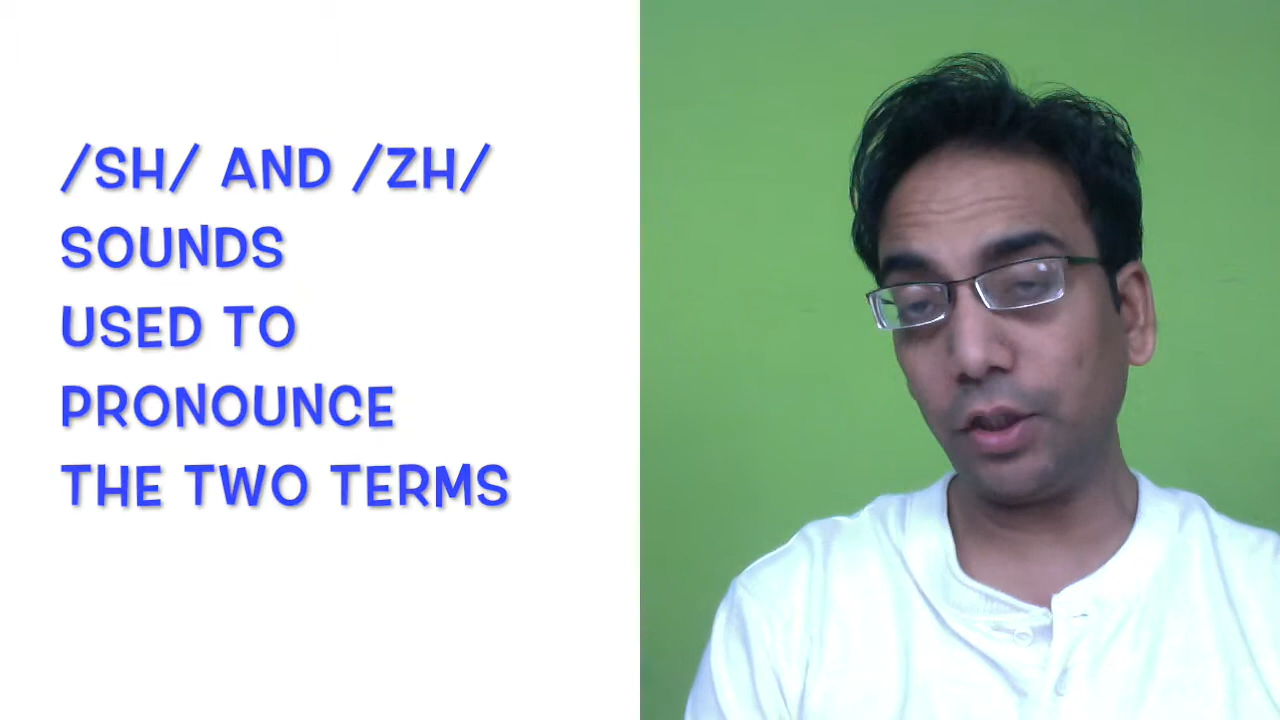 /SH/ AND /ZH/
SOUNDS
USED TO
PRONOUNCE
THE TWO TERMS